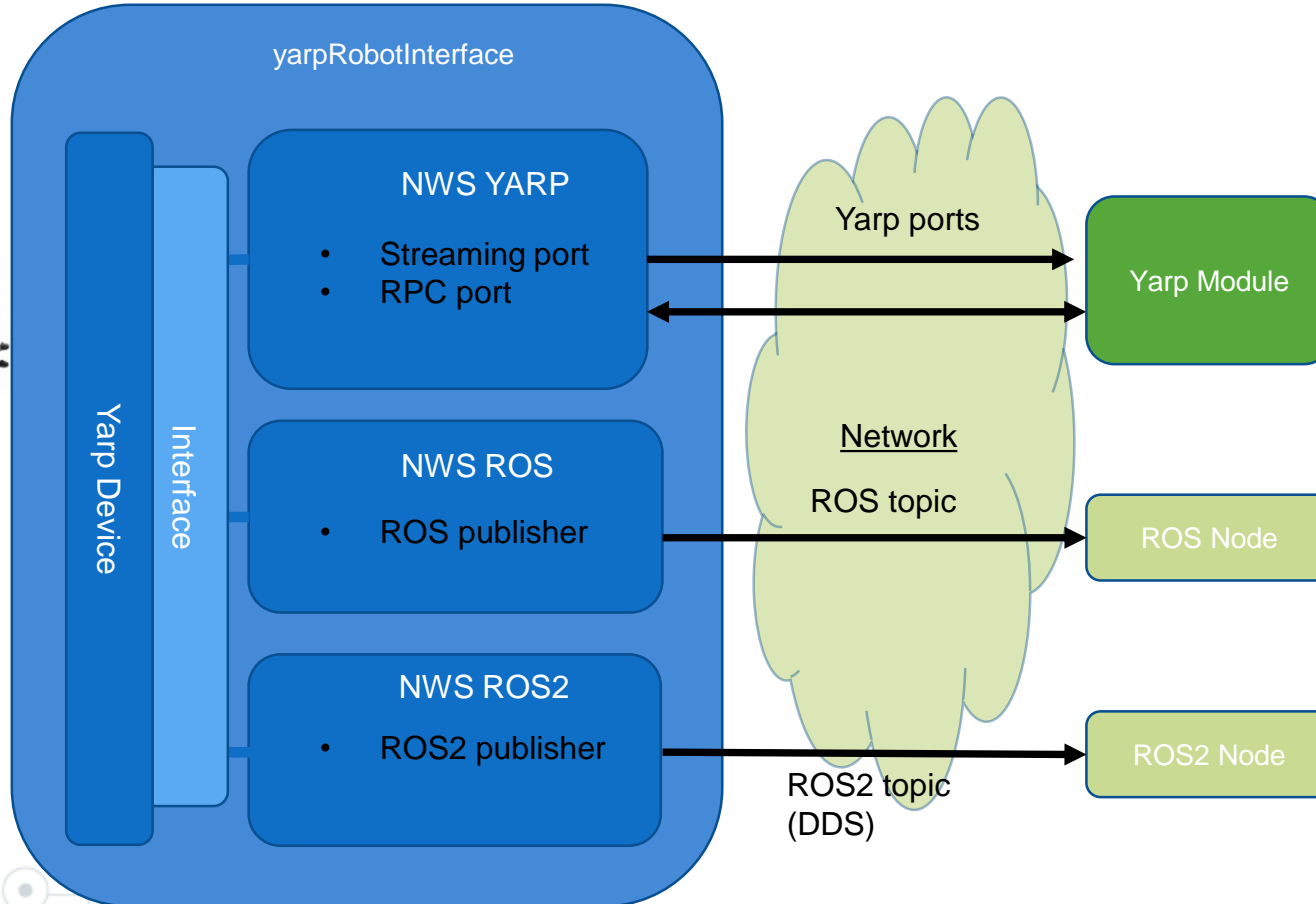 yarpRobotInterface
Yarp Device
Interface
NWS YARP
• Streaming port
• RPC port
NWS ROS
• ROS publisher
NWS ROS2
• ROS2 publisher
Yarp ports
Network
ROS topic
ROS2 topic
(DDS)
Yarp Module
ROS Node
ROS2 Node